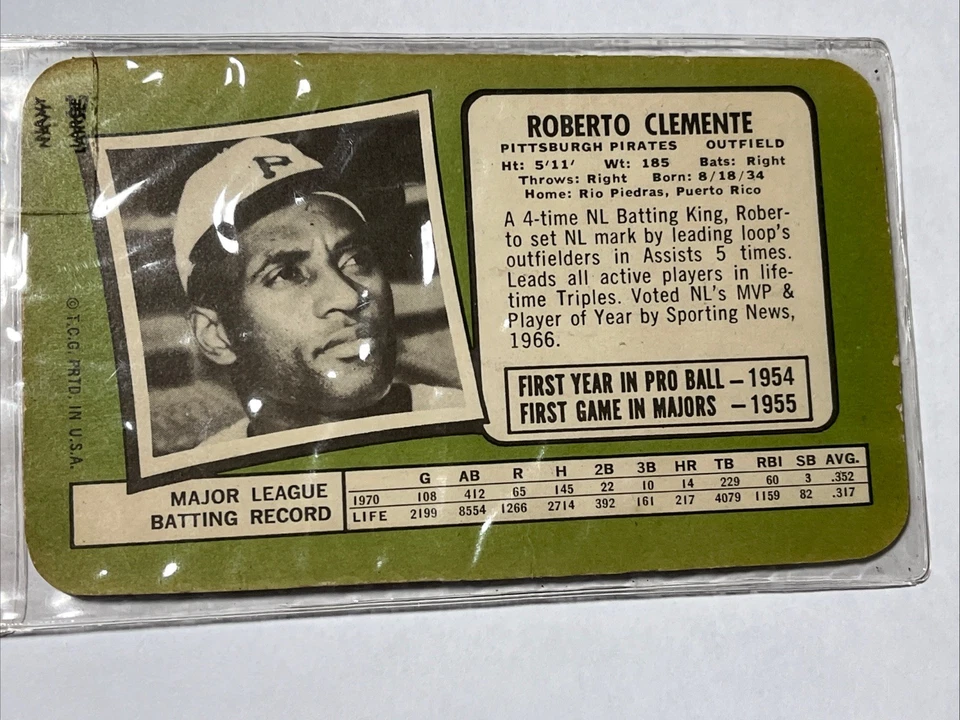 P
ROBERTO CLEMENTE
PITTSBURGH PIRATES OUTFIELD
Ht: 5'11' Wt: 185 Bats: Right
Throws: Right Born: 8/18/34
Home: Rio Piedras, Puerto Rico
A 4-time NL Batting King, Rober-
to set NL mark by leading loop's
outfielders in Assists 5 times.
Leads all active players in life-
time Triples. Voted NL's MVP &
Player of Year by Sporting News,
1966.
FIRST YEAR IN PRO BALL – 1954
FIRST GAME IN MAJORS – 1955
© T.C.G. PRTD. IN U.S.A.
MAJOR LEAGUE
BATTING RECORD
G AB R H 2B 3B HR TB RBI SB AVG.
1970 108 412 65 145 22 10 14 229 60 3 .352
LIFE 2199 8554 1266 2714 392 161 217 4079 1159 82 .317